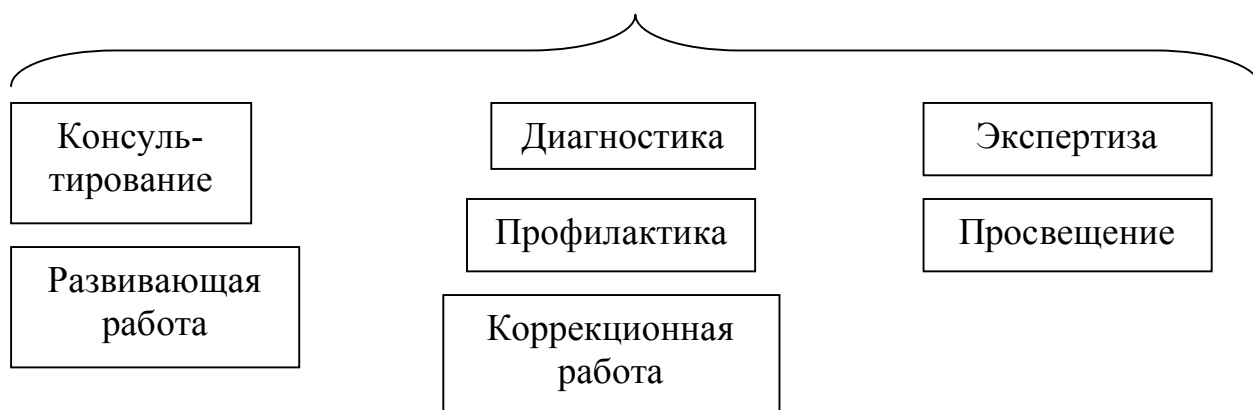 Консуль-
тирование
Развивающая
работа
Диагностика
Профилактика
Коррекционная
работа
Экспертиза
Просвещение